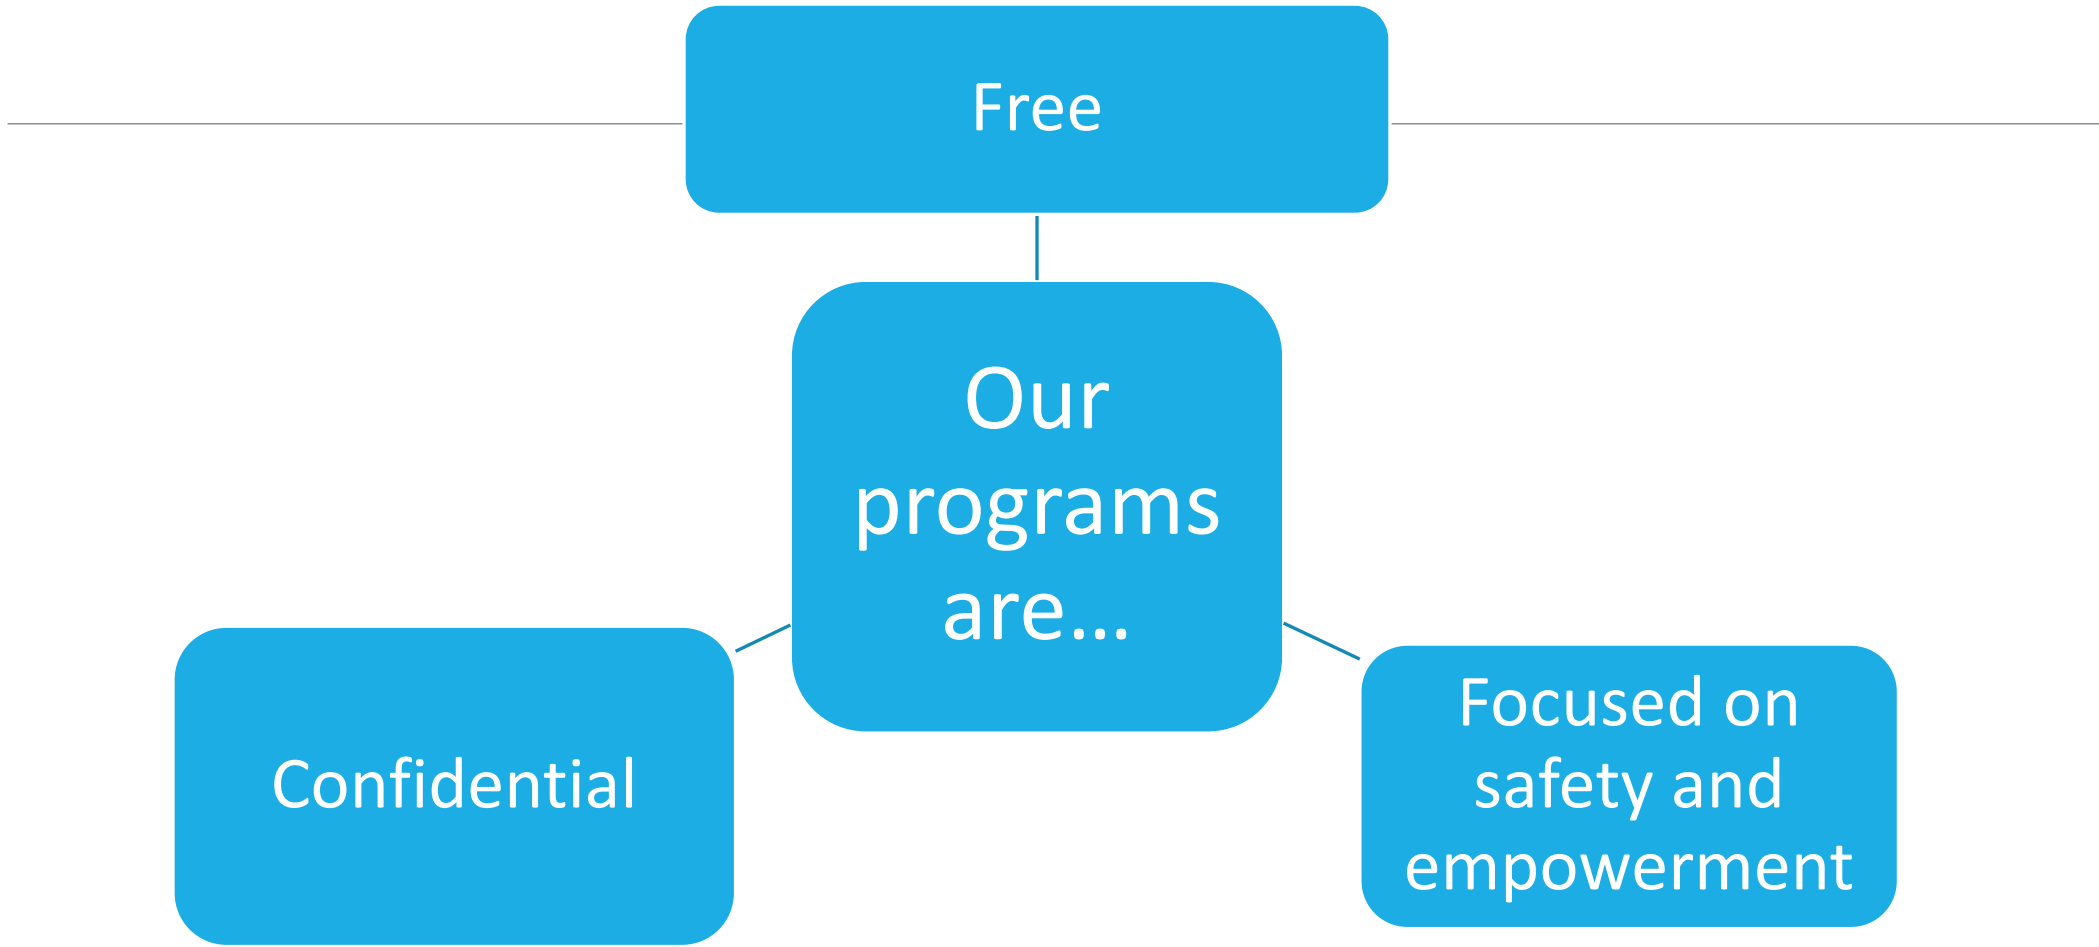 Free
Our
programs
are...
Confidential
Focused on
safety and
empowerment